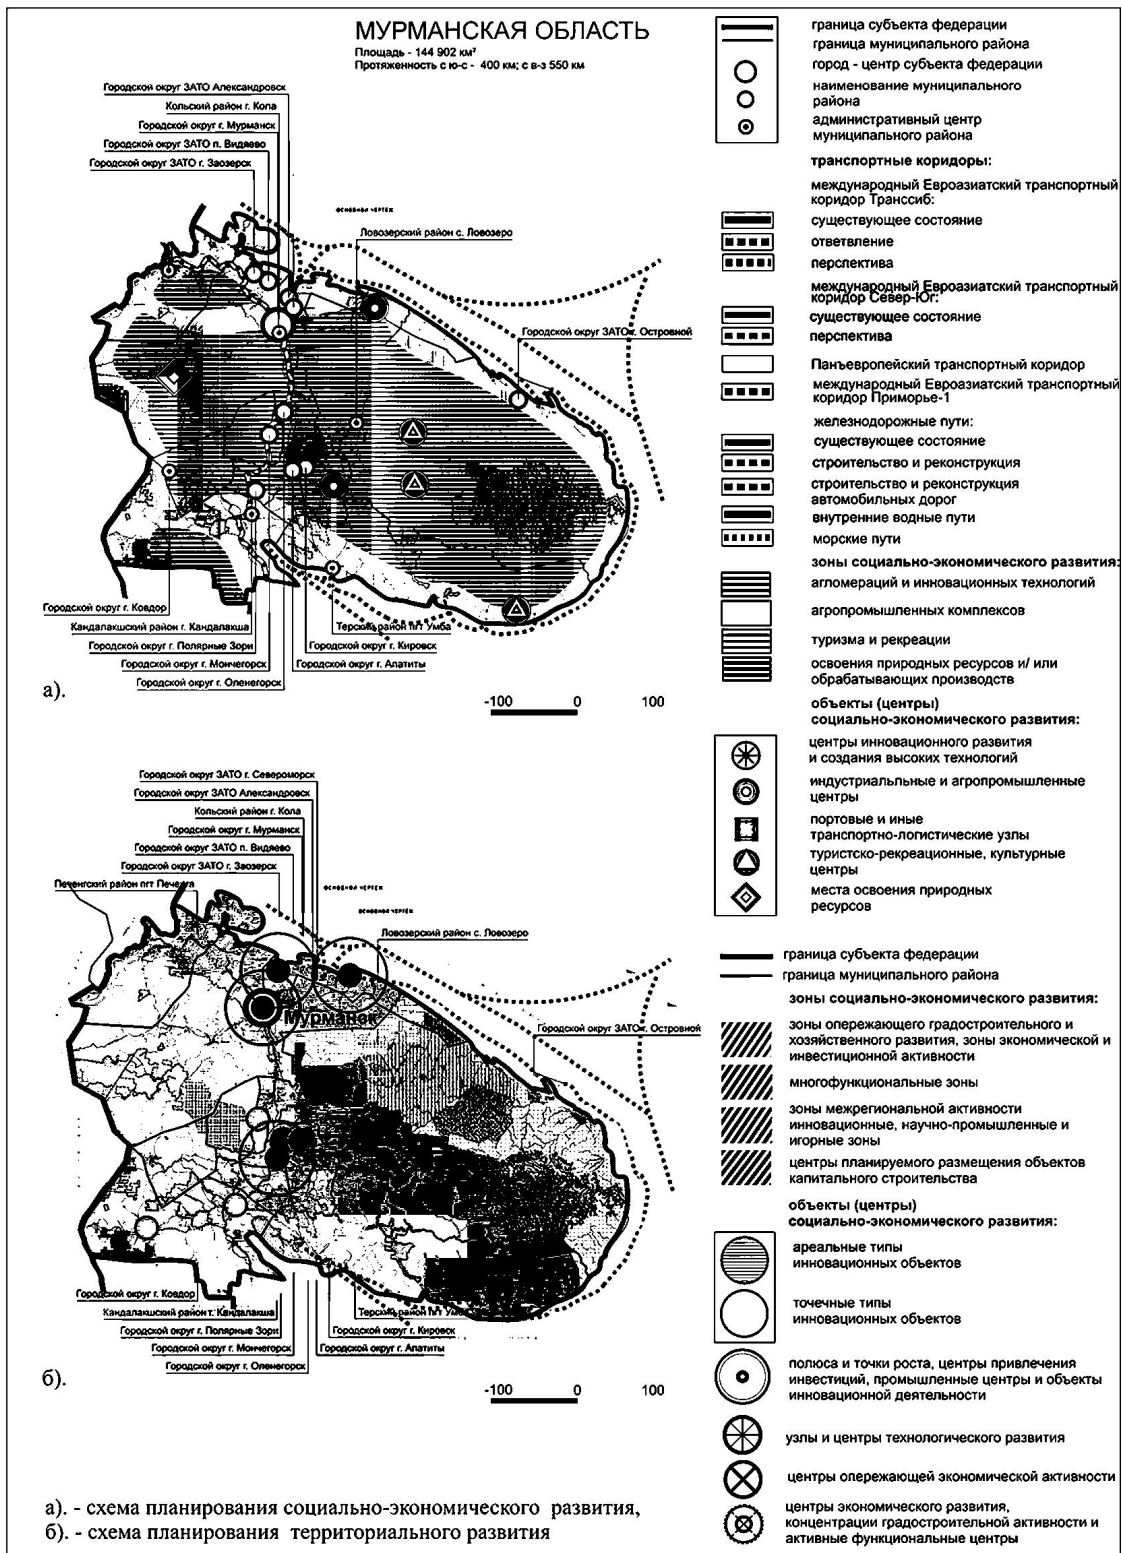 МУРМАНСКАЯ ОБЛАСТЬ
Площадь - 144 902 км²
Протяженность с ю-с - 400 км; с в-з 550 км
Городской округ ЗАТО Александровск
Кольский район г. Кола
Городской округ г. Мурманск
Городской округ ЗАТО п. Видяево
Городской округ ЗАТО г. Заозерск
ОСНОВНОЙ ЧЕРТЕЖ
Ловозерский район с. Ловозеро
Городской округ ЗАТО г. Островной
Городской округ г. Ковдор
Кандалакшский район г. Кандалакша
Терский район пгт Умба
Городской округ г. Полярные Зори
Городской округ г. Кировск
Городской округ г. Мончегорск
Городской округ г. Апатиты
Городской округ г. Оленегорск
а).
-100 0 100
Городской округ ЗАТО г. Североморск
Городской округ ЗАТО Александровск
Кольский район г. Кола
Городской округ г. Мурманск
Городской округ ЗАТО п. Видяево
Городской округ ЗАТО г. Заозерск
Печенгский район пгт Печенга
ОСНОВНОЙ ЧЕРТЕЖ
ОСНОВНОЙ ЧЕРТЕЖ
Ловозерский район с. Ловозеро
Мурманск
Городской округ ЗАТО г. Островной
Городской округ г. Ковдор
Кандалакшский район г. Кандалакша
Терский район пгт Умб
Городской округ г. Полярные Зори
Городской округ г. Кировск
Городской округ г. Мончегорск
Городской округ г. Апатиты
Городской округ г. Оленегорск
б).
-100 0 100
а). - схема планирования социально-экономического развития,
б). - схема планирования территориального развития
граница субъекта федерации
граница муниципального района
город - центр субъекта федерации
наименование муниципального
района
административный центр
муниципального района
транспортные коридоры:
международный Евроазиатский транспортный
коридор Транссиб:
существующее состояние
ответвление
перспектива
международный Евроазиатский транспортный
коридор Север-Юг:
существующее состояние
перспектива
Панъевропейский транспортный коридор
международный Евроазиатский транспортный
коридор Приморье-1
железнодорожные пути:
существующее состояние
строительство и реконструкция
строительство и реконструкция
автомобильных дорог
внутренние водные пути
морские пути
зоны социально-экономического развития:
агломераций и инновационных технологий
агропромышленных комплексов
туризма и рекреации
освоения природных ресурсов и/ или
обрабатывающих производств
объекты (центры)
социально-экономического развития:
центры инновационного развития
и создания высоких технологий
индустриальльные и агропромышленные
центры
портовые и иные
транспортно-логистические узлы
туристско-рекреационные, культурные
центры
места освоения природных
ресурсов
граница субъекта федерации
граница муниципального района
зоны социально-экономического развития:
зоны опережающего градостроительного и
хозяйственного развития, зоны экономической и
инвестиционной активности
многофункциональные зоны
зоны межрегиональной активности
инновационные, научно-промышленные и
игорные зоны
центры планируемого размещения объектов
капитального строительства
объекты (центры)
социально-экономического развития:
ареальные типы
инновационных объектов
точечные типы
инновационных объектов
полюса и точки роста, центры привлечения
инвестиций, промышленные центры и объекты
инновационной деятельности
узлы и центры технологического развития
центры опережающей экономической активности
центры экономического развития,
концентрации градостроительной активности и
активные функциональные центры